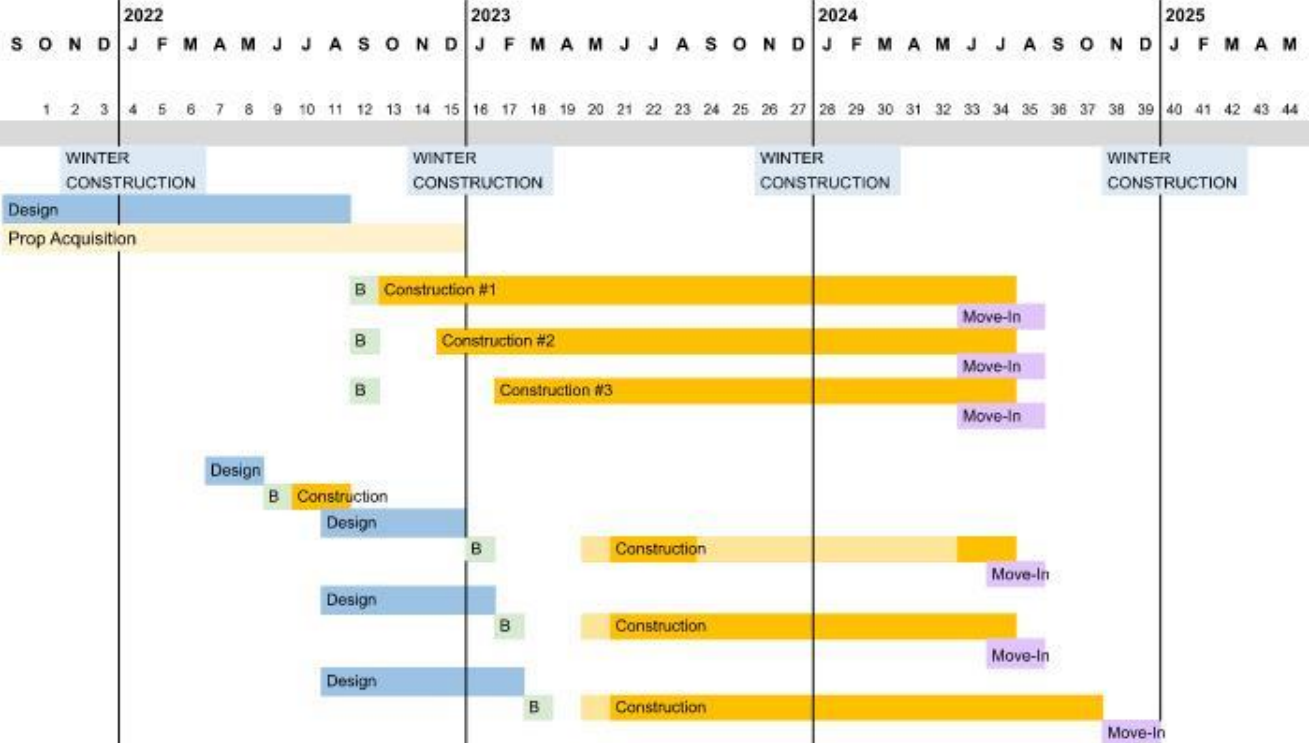 2022 2023 2024 2025
S O N D J F M A M J J A S O N D J F M A M J J A S O N D J F M A M J J A S O N D J F M A M
1 2 3 4 5 6 7 8 9 10 11 12 13 14 15 16 17 18 19 20 21 22 23 24 25 26 27 28 29 30 31 32 33 34 35 36 37 38 39 40 41 42 43 44
WINTER WINTER WINTER WINTER
CONSTRUCTION CONSTRUCTION CONSTRUCTION CONSTRUCTION
Design
Prop Acquisition
B Construction #1
Move-In
B Construction #2
Move-In
B Construction #3
Move-In
Design
B Construction
Design
B Construction
Move-In
Design
B Construction
Move-In
Design
B Construction
Move-In